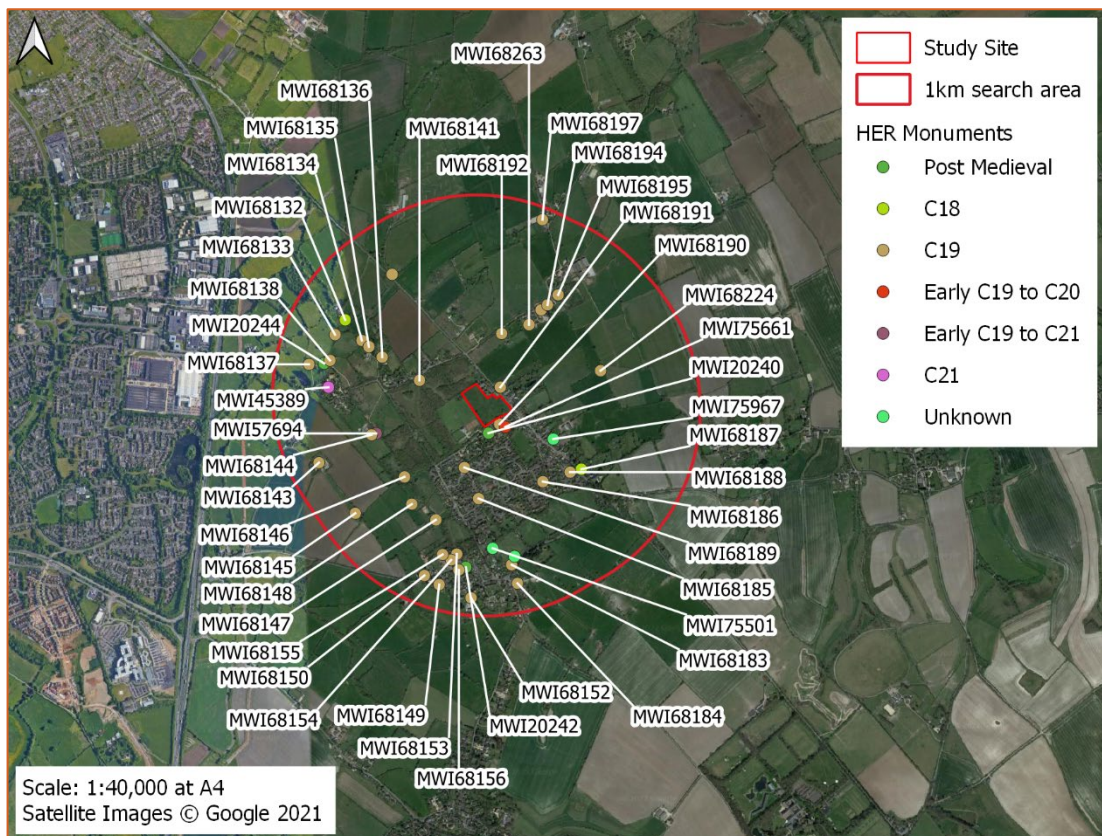 MWI68263
MWI68136
MWI68135
MWI68141
MWI68197
MWI68134
MWI68192
MWI68194
MWI68132
MWI68195
MWI68133
MWI68191
MWI68138
MWI68190
MWI20244
MWI68224
MWI68137
MWI75661
MWI45389
MWI20240
MWI57694
MWI75967
MWI68144
MWI68187
MWI68143
MWI68188
MWI68146
MWI68186
MWI68145
MWI68189
MWI68148
MWI68185
MWI68147
MWI75501
MWI68155
MWI68183
MWI68150
MWI68152
MWI68154
MWI68149
MWI68184
MWI68153
MWI20242
MWI68156
Study Site
1km search area
HER Monuments
Post Medieval
C18
C19
Early C19 to C20
Early C19 to C21
C21
Unknown
Scale: 1:40,000 at A4
Satellite Images © Google 2021